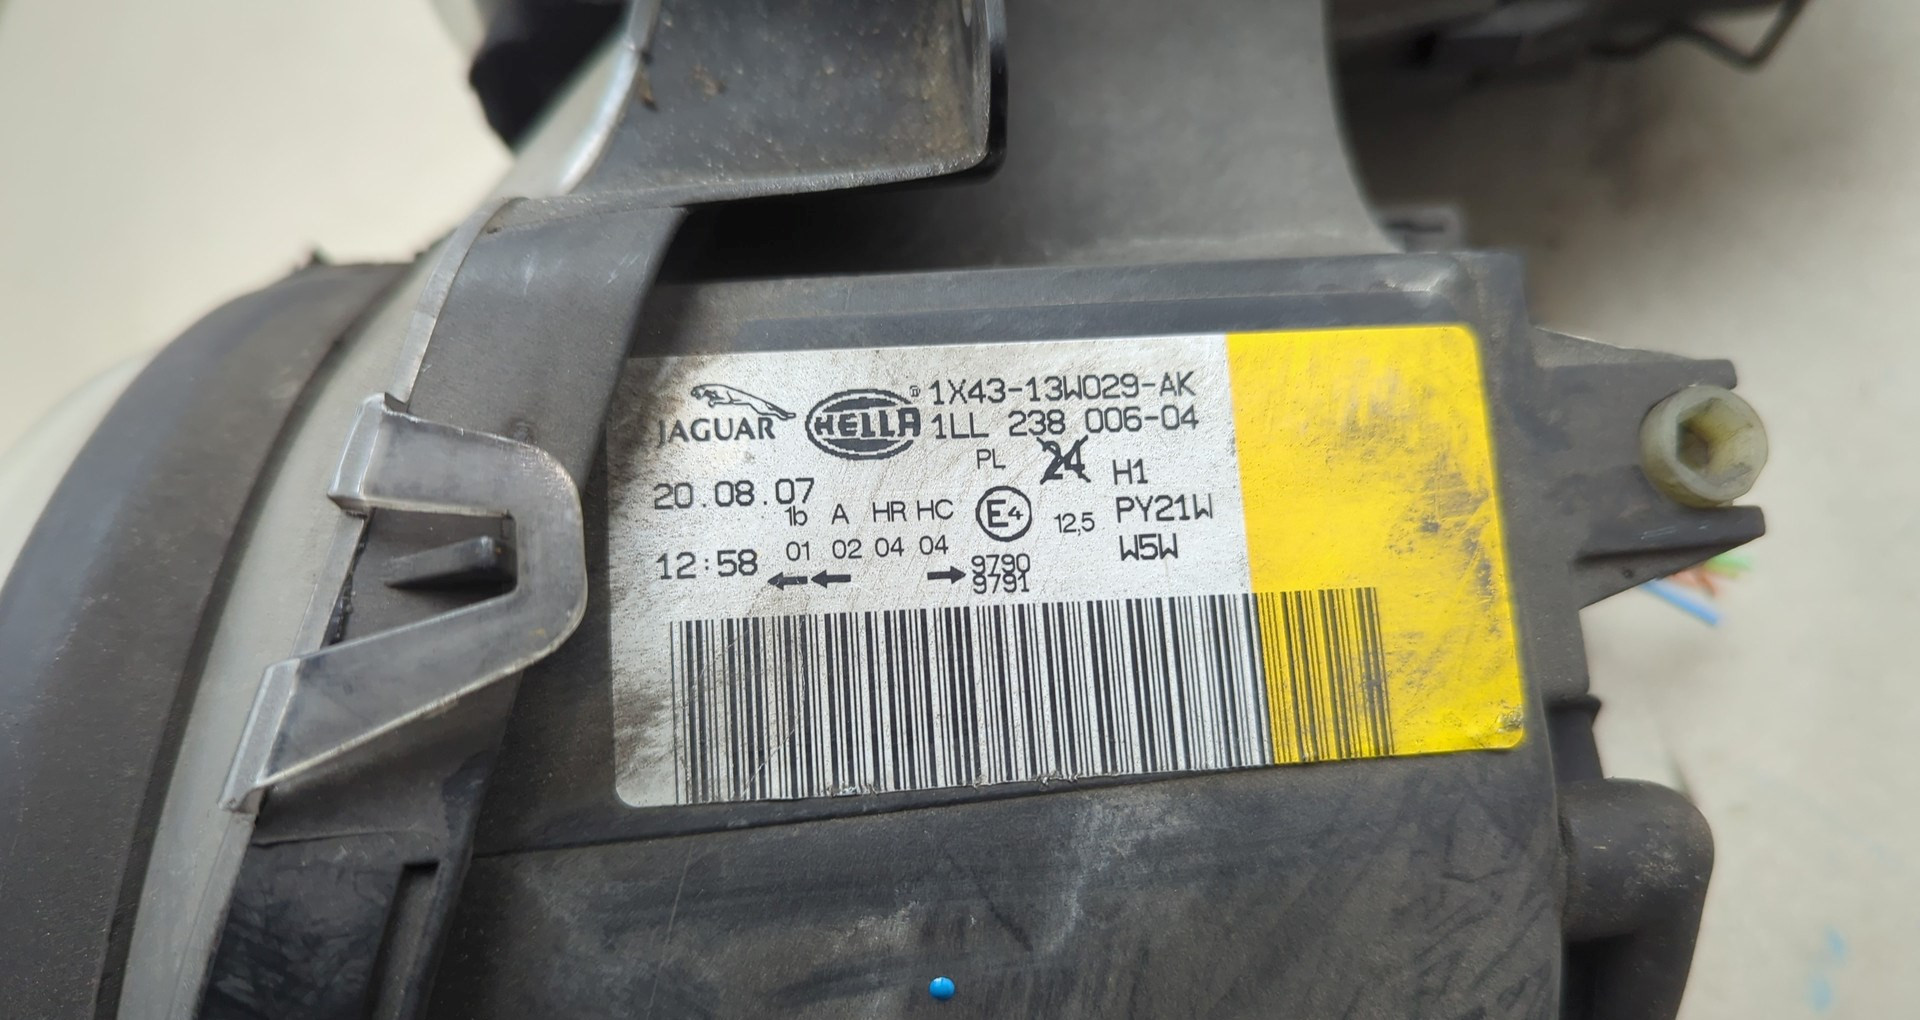 JAGUAR
HELLA
®
1X43-13W029-AK
1LL 238 006-04
PL 24 H1
20.08.07
1b A HR HC E4 12,5 PY21W
01 02 04 04
12:58
W5W
← ← → 9790
9791